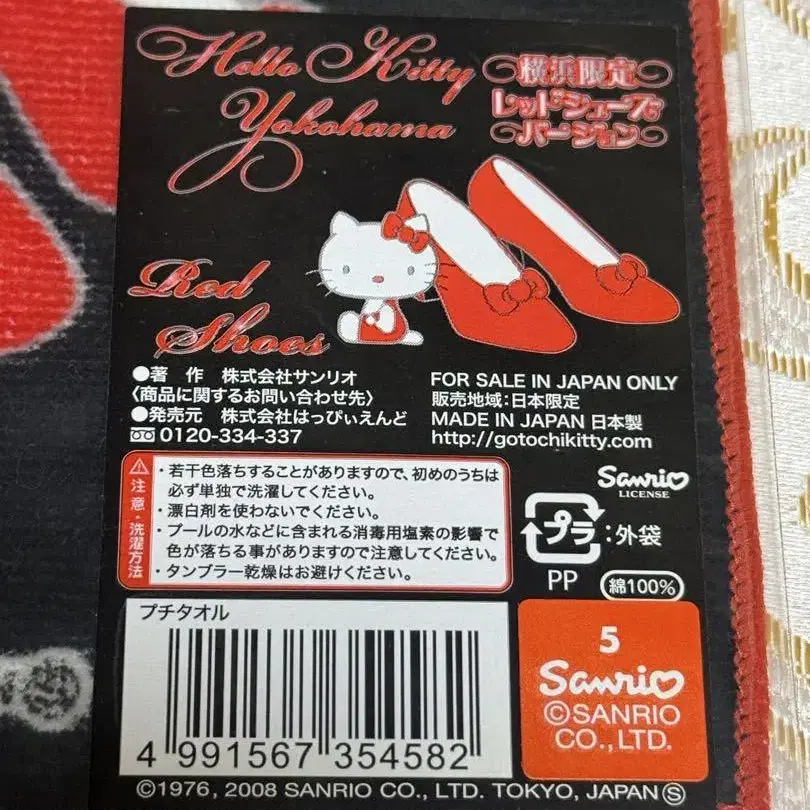 Hello Kitty
Yokohama
横浜限定
レッドシューズ
バージョン
Red
Shoes
●著 作 株式会社サンリオ
〈商品に関するお問い合わせ先〉
●発売元 株式会社はっぴぃえんど
0120-334-337
FOR SALE IN JAPAN ONLY
販売地域:日本限定
MADE IN JAPAN 日本製
http://gotochikitty.com/
注意・洗濯方法
・若干色落ちすることがありますので、初めのうちは
必ず単独で洗濯してください。
・漂白剤を使わないでください。
・プールの水などに含まれる消毒用塩素の影響で
色が落ちる事がありますので注意してください。
・タンブラー乾燥はお避けください。
Sanrio
LICENSE
プラ:外袋
PP
綿100%
プチタオル
4 991567 354582
5
Sanrio
©SANRIO
CO., LTD.
©1976, 2008 SANRIO CO., LTD. TOKYO, JAPAN Ⓢ